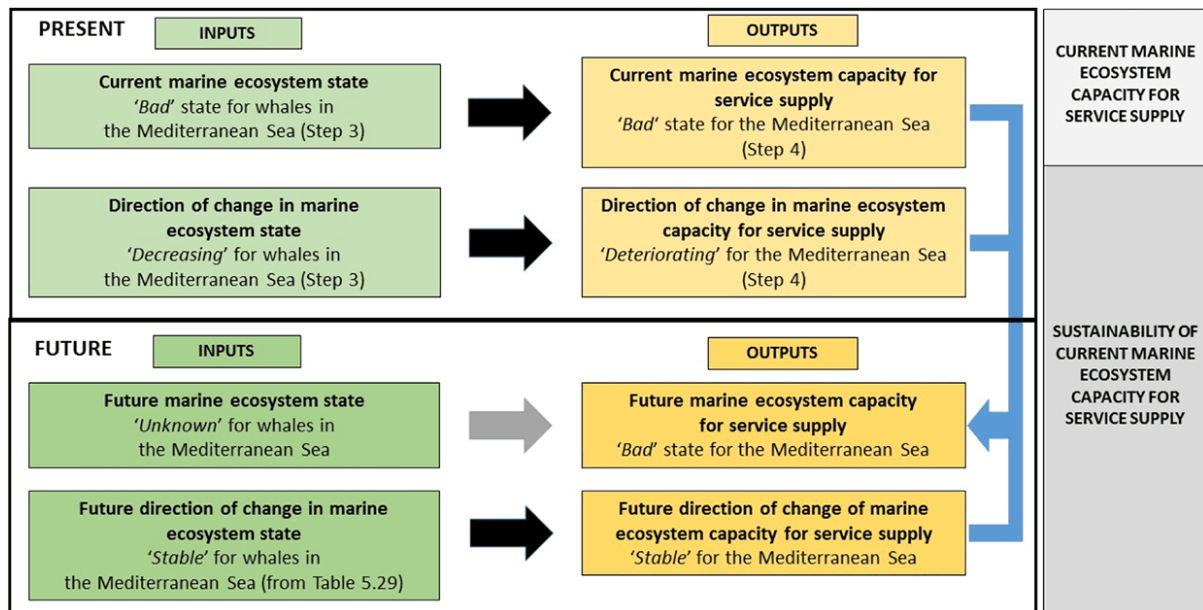 PRESENT
INPUTS
OUTPUTS
Current marine ecosystem state
‘Bad’ state for whales in
the Mediterranean Sea (Step 3)
Current marine ecosystem capacity for
service supply
‘Bad‘ state for the Mediterranean Sea
(Step 4)
Direction of change in marine
ecosystem state
‘Decreasing’ for whales in
the Mediterranean Sea (Step 3)
Direction of change in marine ecosystem
capacity for service supply
‘Deteriorating’ for the Mediterranean Sea
(Step 4)
FUTURE
INPUTS
OUTPUTS
Future marine ecosystem state
‘Unknown’ for whales in
the Mediterranean Sea
Future marine ecosystem capacity
for service supply
‘Bad’ state for the Mediterranean Sea
Future direction of change in marine
ecosystem state
‘Stable’ for whales in
the Mediterranean Sea (from Table 5.29)
Future direction of change of marine
ecosystem capacity for service supply
‘Stable’ for the Mediterranean Sea
CURRENT MARINE
ECOSYSTEM
CAPACITY FOR
SERVICE SUPPLY
SUSTAINABILITY OF
CURRENT MARINE
ECOSYSTEM
CAPACITY FOR
SERVICE SUPPLY